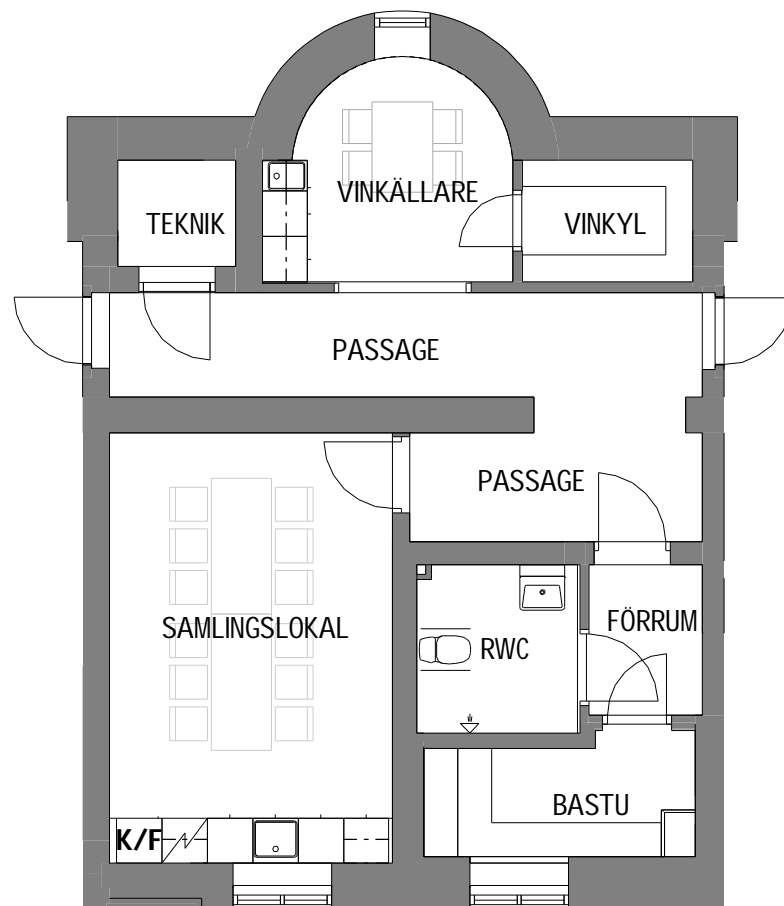 VINKÄLLARE
TEKNIK
VINKYL
PASSAGE
PASSAGE
SAMLINGSLOKAL
FÖRRUM
RWC
BASTU
K/F